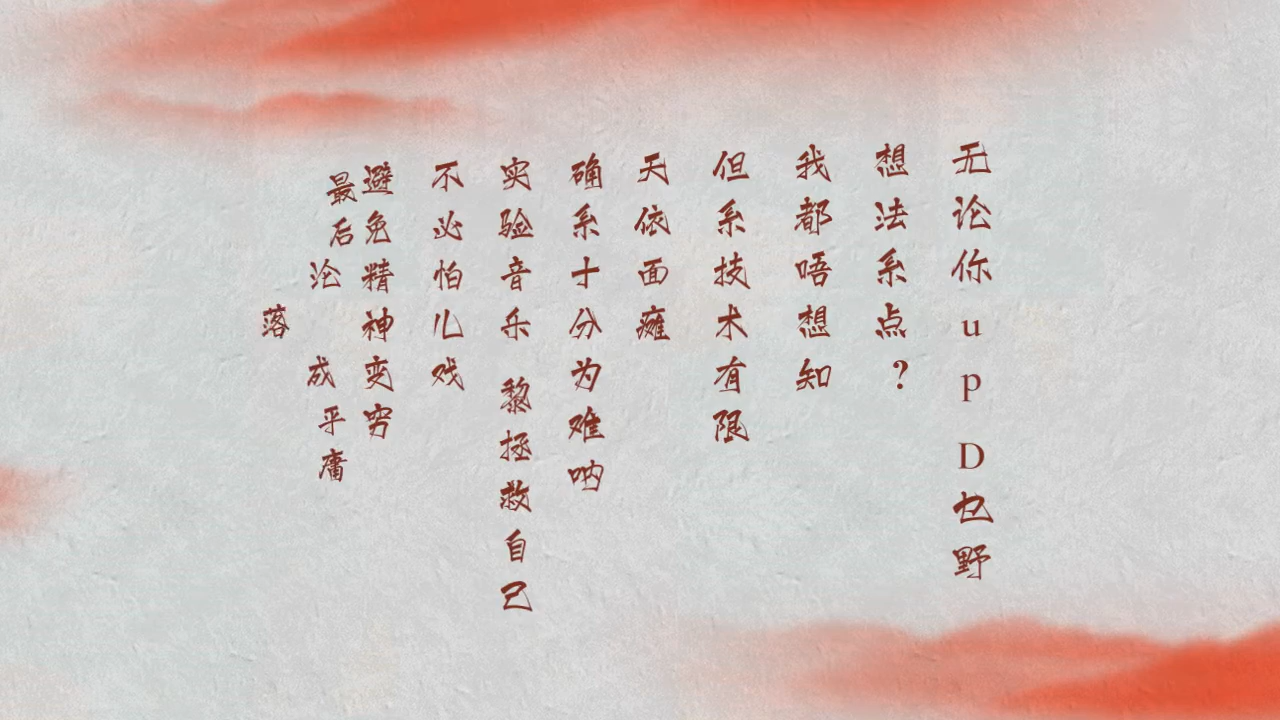 无论你upD乜野
想法系点？
我都唔想知
但系技术有限
天依面瘫
确系十分为难呐
实验音乐 黎拯救自己
不必怕儿戏
避免精神变穷
最后沦落成平庸